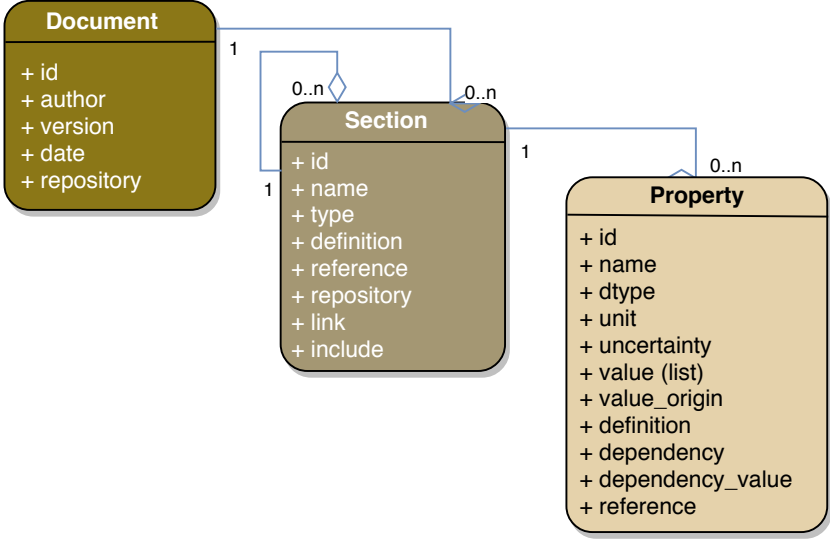 Document
+ id
+ author
+ version
+ date
+ repository
1
0..n
0..n
1
Section
+ id
+ name
+ type
+ definition
+ reference
+ repository
+ link
+ include
1
0..n
Property
+ id
+ name
+ dtype
+ unit
+ uncertainty
+ value (list)
+ value_origin
+ definition
+ dependency
+ dependency_value
+ reference